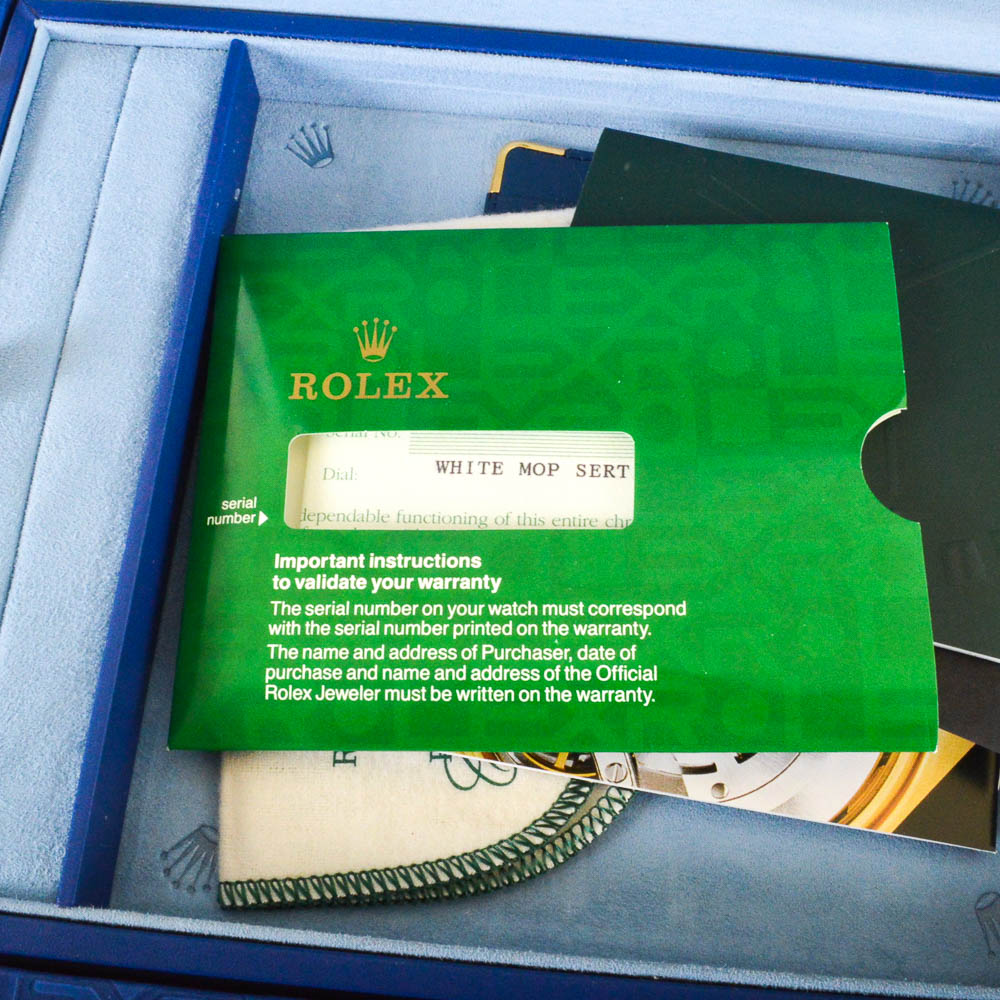 ROLEX
Serial No.
Dial: WHITE MOP SERT
dependable functioning of this entire chr
serial
number
Important instructions
to validate your warranty
The serial number on your watch must correspond
with the serial number printed on the warranty.
The name and address of Purchaser, date of
purchase and name and address of the Official
Rolex Jeweler must be written on the warranty.